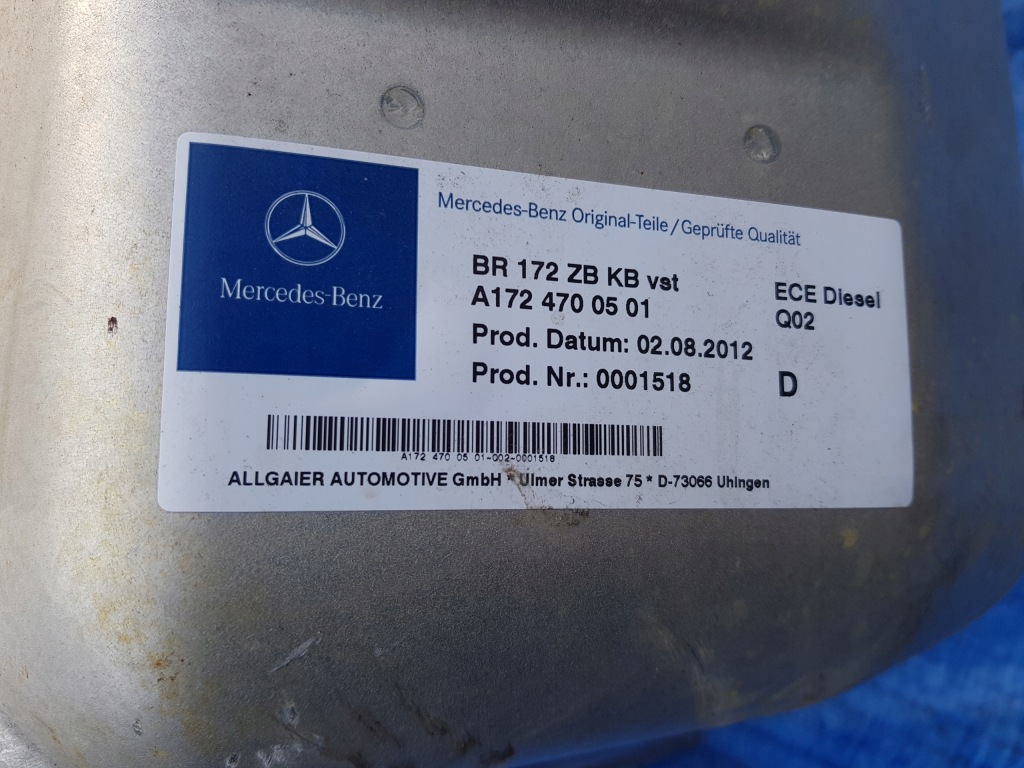 Mercedes-Benz
Mercedes-Benz Original-Teile/Geprüfte Qualität
BR 172 ZB KB vst
A172 470 05 01
Prod. Datum: 02.08.2012
Prod. Nr.: 0001518
ECE Diesel
Q02
D
A172 470 05 01-002-0001518
ALLGAIER AUTOMOTIVE GmbH * Ulmer Strasse 75 * D-73066 Uhingen